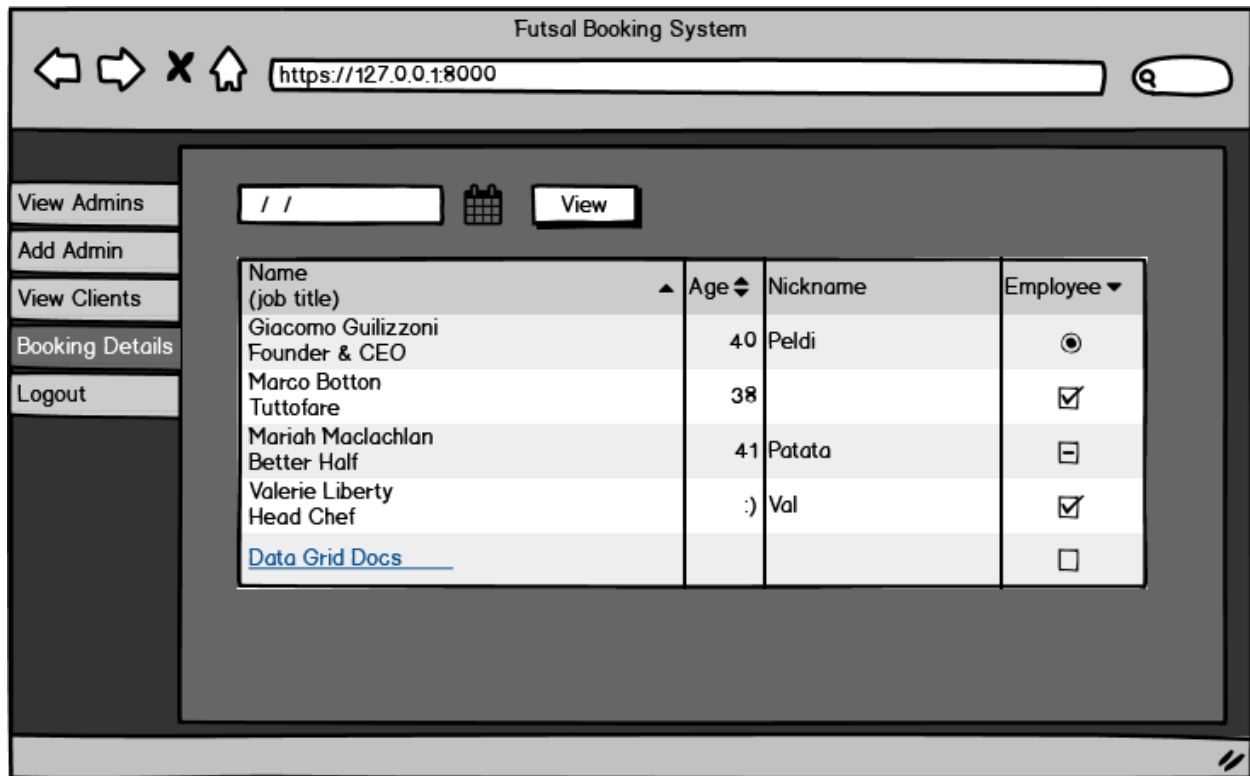 Futsal Booking System
https://127.0.0.1:8000
View Admins
Add Admin
View Clients
Booking Details
Logout
/ /
View
Name
(job title)
Age
Nickname
Employee
Giacomo Guilizzoni
Founder & CEO
40
Peldi
Marco Botton
Tuttofare
38
Mariah Maclachlan
Better Half
41
Patata
Valerie Liberty
Head Chef
:)
Val
Data Grid Docs